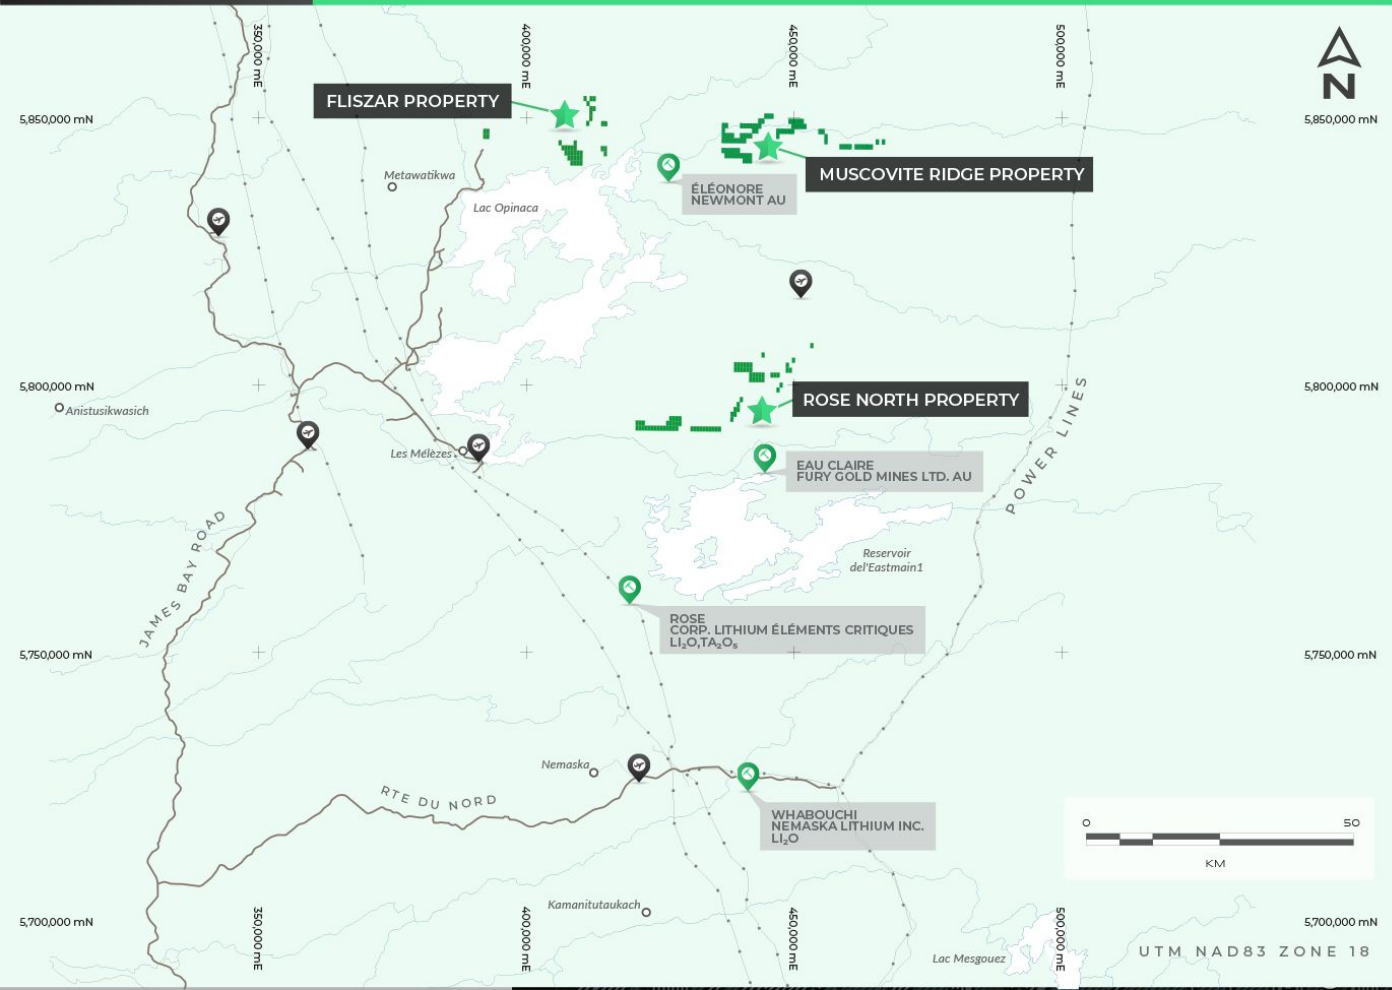 350,000 mE
400,000 mE
450,000 mE
500,000 mE
N
FLISZAR PROPERTY
5,850,000 mN
5,850,000 mN
MUSCOVITE RIDGE PROPERTY
Metawatikwa
ÉLÉONORE
NEWMONT AU
Lac Opinaca
5,800,000 mN
5,800,000 mN
ROSE NORTH PROPERTY
Anistusikwasich
Les Mélèzes
POWER LINES
EAU CLAIRE
FURY GOLD MINES LTD. AU
JAMES BAY ROAD
Reservoir
del'Eastmain1
ROSE
CORP. LITHIUM ÉLÉMENTS CRITIQUES
LI₂O,TA₂O₅
5,750,000 mN
5,750,000 mN
Nemaska
RTE DU NORD
WHABOUCHI
NEMASKA LITHIUM INC.
LI₂O
0 50
KM
Kamanitutaukach
5,700,000 mN
5,700,000 mN
350,000 mE
400,000 mE
450,000 mE
500,000 mE
Lac Mesgouez
UTM NAD83 ZONE 18